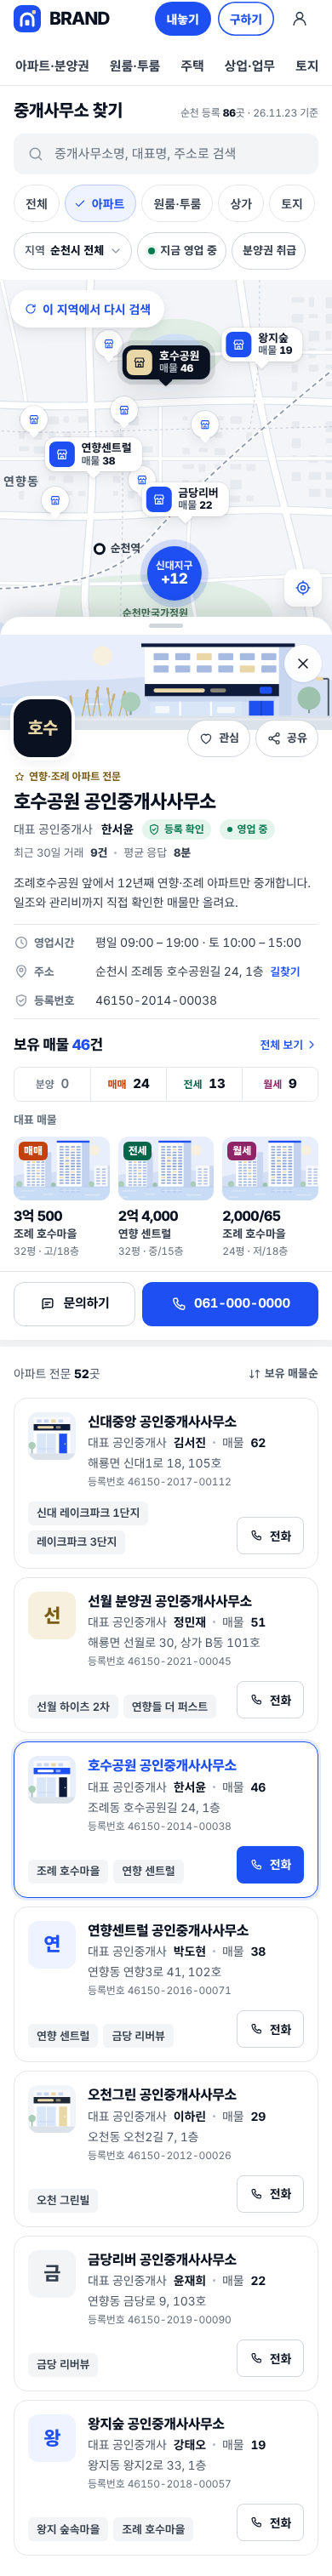 BRAND
내놓기
구하기
아파트·분양권
원룸·투룸
주택
상업·업무
토지
중개사무소 찾기
순천 등록 86곳 · 26.11.23 기준
중개사무소명, 대표명, 주소로 검색
전체
아파트
원룸·투룸
상가
토지
지역 순천시 전체
지금 영업 중
분양권 취급
이 지역에서 다시 검색
왕지숲
매물 19
호수공원
매물 46
연향센트럴
매물 38
연향동
금당리버
매물 22
순천역
신대지구
+12
순천만국가정원
호수
관심
공유
연향·조례 아파트 전문
호수공원 공인중개사사무소
대표 공인중개사 한서윤
등록 확인
영업 중
최근 30일 거래 9건 · 평균 응답 8분
조례호수공원 앞에서 12년째 연향·조례 아파트만 중개합니다.
일조와 관리비까지 직접 확인한 매물만 올려요.
영업시간 평일 09:00 – 19:00 · 토 10:00 – 15:00
주소 순천시 조례동 호수공원길 24, 1층 길찾기
등록번호 46150-2014-00038
보유 매물 46건
전체 보기
분양 0
매매 24
전세 13
월세 9
대표 매물
매매
3억 500
조례 호수마을
32평 · 고/18층
전세
2억 4,000
연향 센트럴
32평 · 중/15층
월세
2,000/65
조례 호수마을
24평 · 저/18층
문의하기
061-000-0000
아파트 전문 52곳
보유 매물순
신대중앙 공인중개사사무소
대표 공인중개사 김서진 · 매물 62
해룡면 신대1로 18, 105호
등록번호 46150-2017-00112
신대 레이크파크 1단지
레이크파크 3단지
전화
선
선월 분양권 공인중개사사무소
대표 공인중개사 정민재 · 매물 51
해룡면 선월로 30, 상가 B동 101호
등록번호 46150-2021-00045
선월 하이츠 2차
연향들 더 퍼스트
전화
호수공원 공인중개사사무소
대표 공인중개사 한서윤 · 매물 46
조례동 호수공원길 24, 1층
등록번호 46150-2014-00038
조례 호수마을
연향 센트럴
전화
연
연향센트럴 공인중개사사무소
대표 공인중개사 박도현 · 매물 38
연향동 연향3로 41, 102호
등록번호 46150-2016-00071
연향 센트럴
금당 리버뷰
전화
오천그린 공인중개사사무소
대표 공인중개사 이하린 · 매물 29
오천동 오천2길 7, 1층
등록번호 46150-2012-00026
오천 그린빌
전화
금
금당리버 공인중개사사무소
대표 공인중개사 윤재희 · 매물 22
연향동 금당로 9, 103호
등록번호 46150-2019-00090
금당 리버뷰
전화
왕
왕지숲 공인중개사사무소
대표 공인중개사 강태오 · 매물 19
왕지동 왕지2로 33, 1층
등록번호 46150-2018-00057
왕지 숲속마을
조례 호수마을
전화